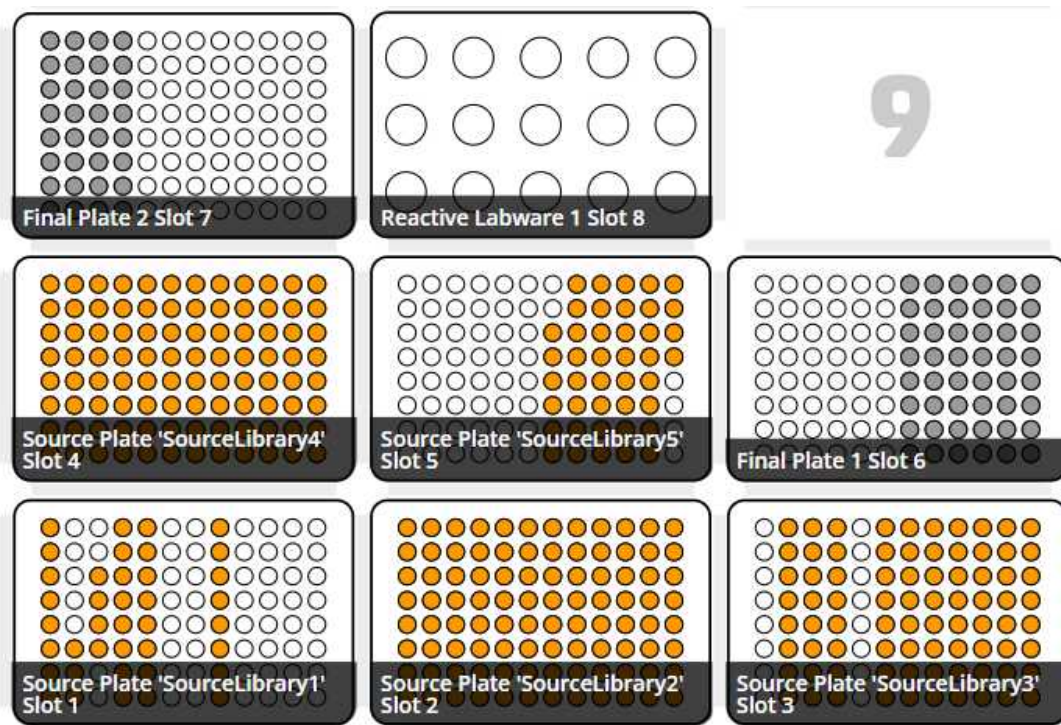 Final Plate 2 Slot 7
Reactive Labware 1 Slot 8
9
Source Plate 'SourceLibrary4'
Slot 4
Source Plate 'SourceLibrary5'
Slot 5
Final Plate 1 Slot 6
Source Plate 'SourceLibrary1'
Slot 1
Source Plate 'SourceLibrary2'
Slot 2
Source Plate 'SourceLibrary3'
Slot 3